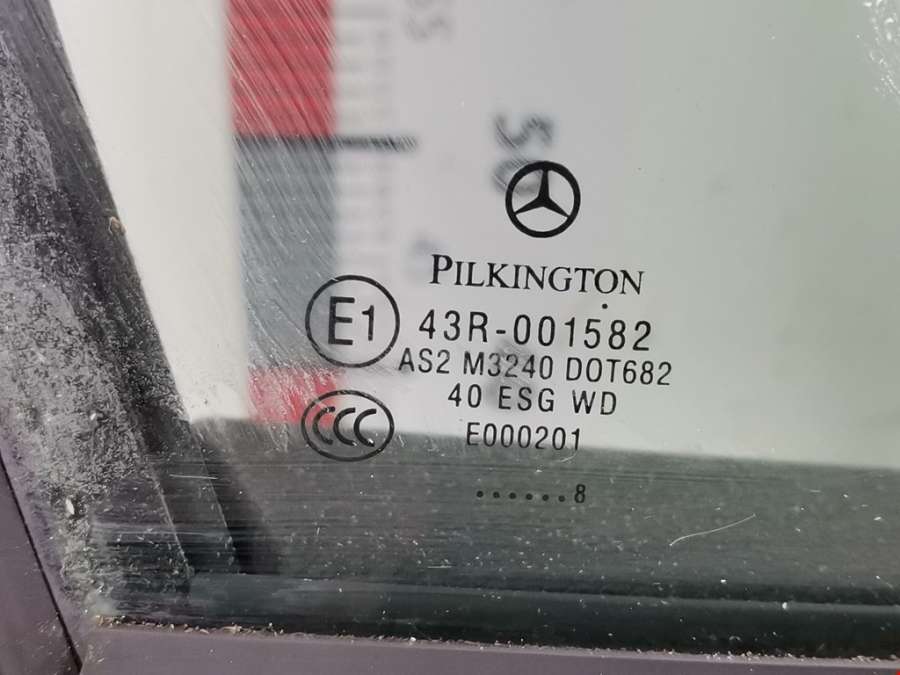 PILKINGTON
E1
43R-001582
AS2 M3240 DOT682
40 ESG WD
CCC
E000201
......8